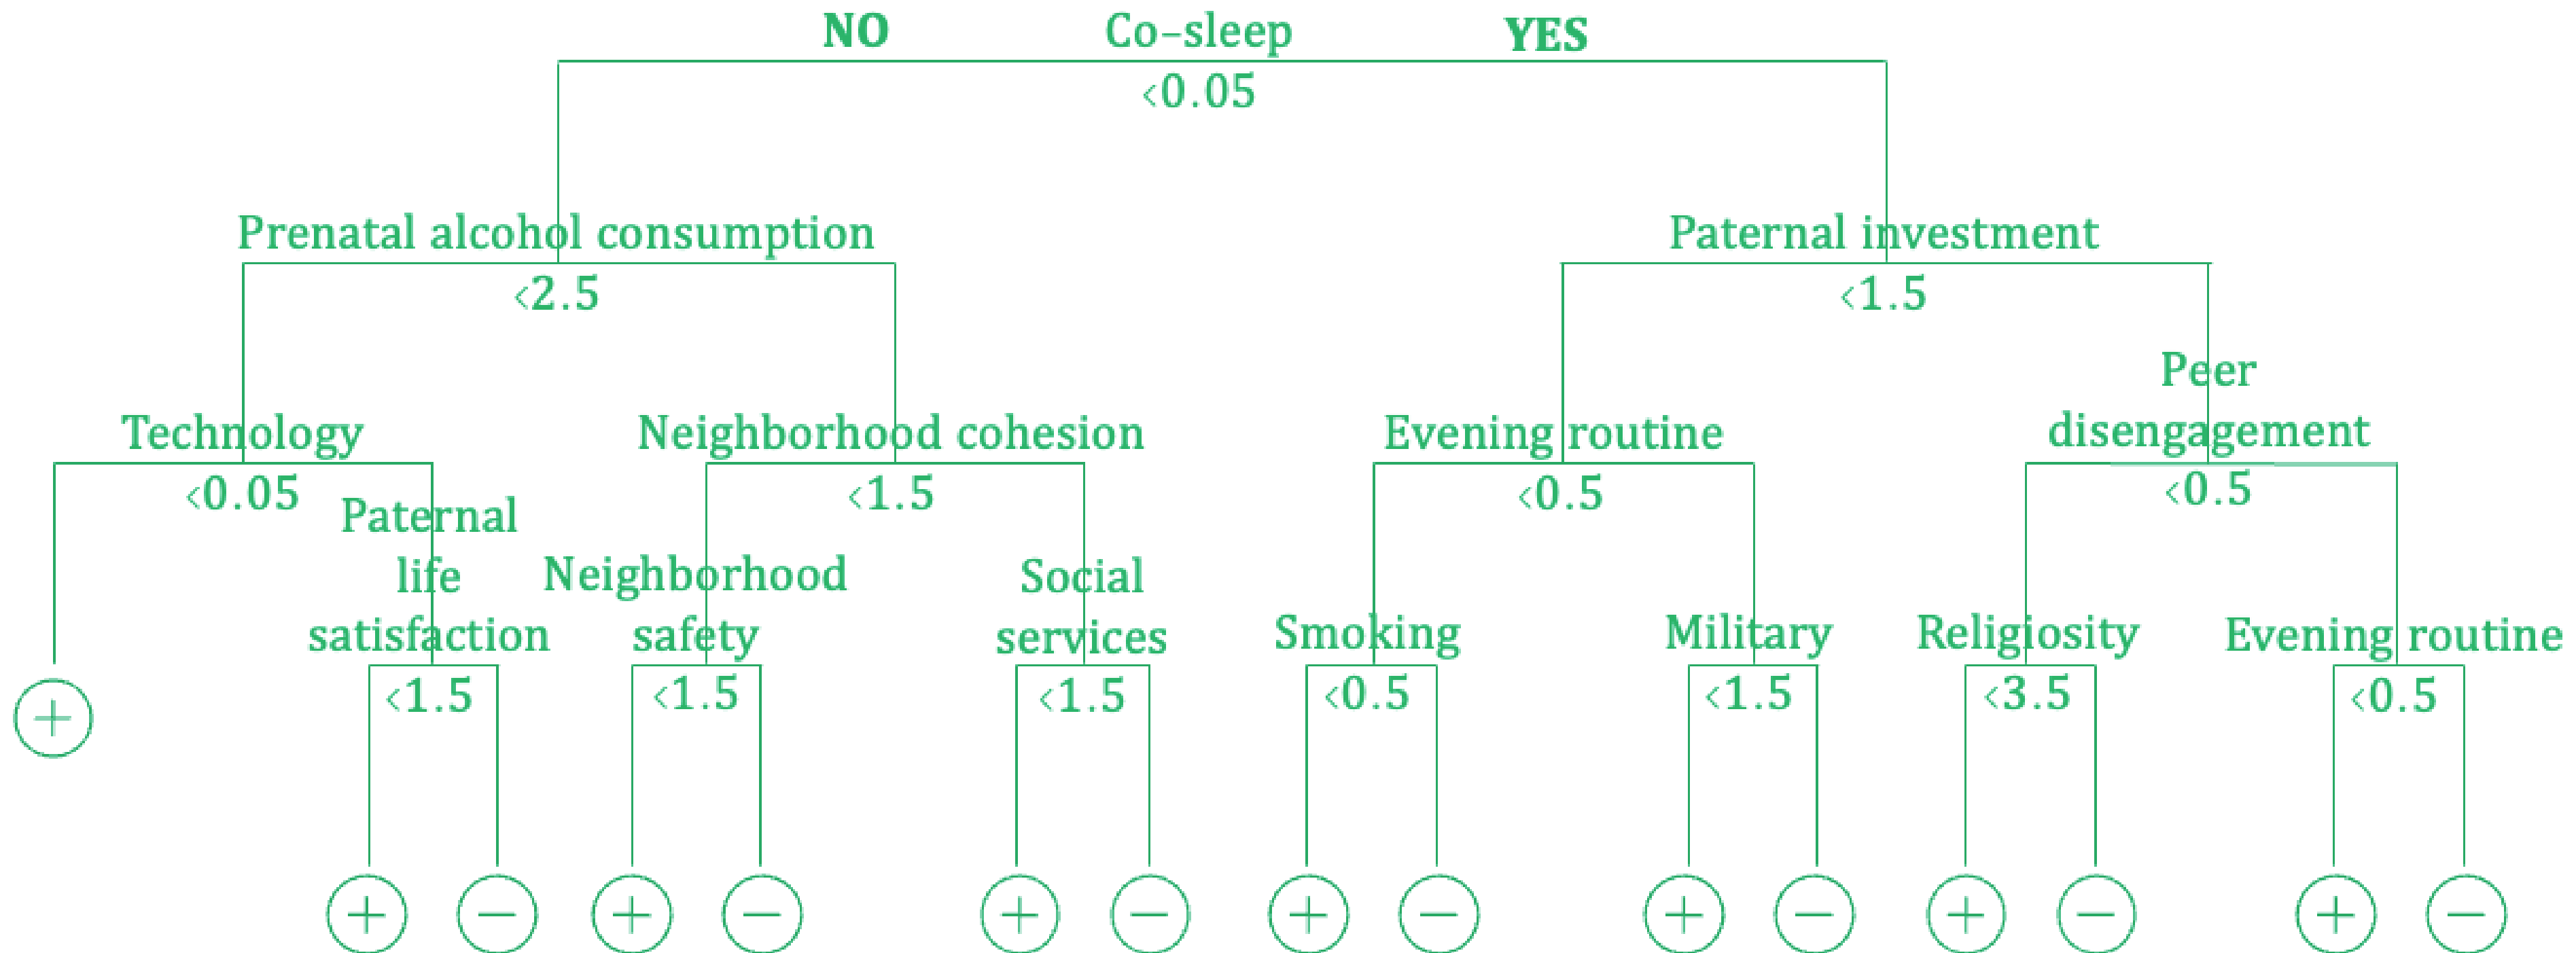 NO Co-sleep YES
<0.05
Prenatal alcohol consumption
<2.5
Paternal investment
<1.5
Technology
<0.05
Neighborhood cohesion
<1.5
Evening routine
<0.5
Peer
disengagement
<0.5
Paternal
life
satisfaction
<1.5
Neighborhood
safety
<1.5
Social
services
<1.5
Smoking
<0.5
Military
<1.5
Religiosity
<3.5
Evening routine
<0.5
+
+ − + − + − + − + − + − + −